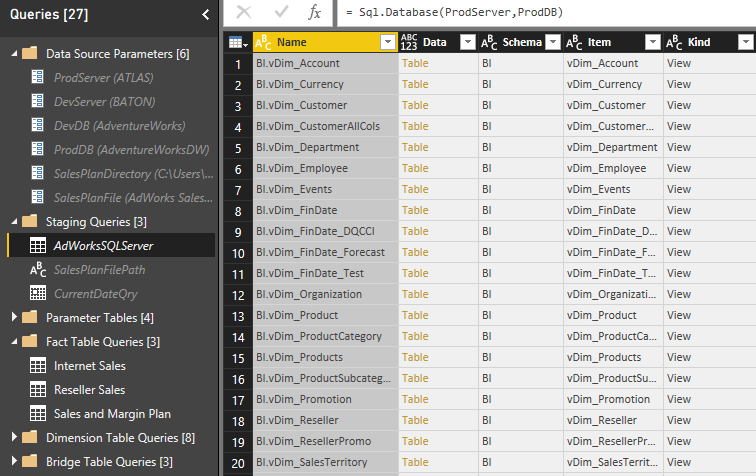 Queries [27]
Data Source Parameters [6]
ProdServer (ATLAS)
DevServer (BATON)
DevDB (AdventureWorks)
ProdDB (AdventureWorksDW)
SalesPlanDirectory (C:\Users\...
SalesPlanFile (AdWorks Sales...
Staging Queries [3]
AdWorksSQLServer
SalesPlanFilePath
CurrentDateQry
Parameter Tables [4]
Fact Table Queries [3]
Internet Sales
Reseller Sales
Sales and Margin Plan
Dimension Table Queries [8]
Bridge Table Queries [3]
fx = Sql.Database(ProdServer,ProdDB)
ABC Name ABC 123 Data ABC Schema ABC Item ABC Kind
1 BI.vDim_Account Table BI vDim_Account View
2 BI.vDim_Currency Table BI vDim_Currency View
3 BI.vDim_Customer Table BI vDim_Customer View
4 BI.vDim_CustomerAllCols Table BI vDim_Customer... View
5 BI.vDim_Department Table BI vDim_Department View
6 BI.vDim_Employee Table BI vDim_Employee View
7 BI.vDim_Events Table BI vDim_Events View
8 BI.vDim_FinDate Table BI vDim_FinDate View
9 BI.vDim_FinDate_DQCCI Table BI vDim_FinDate_D... View
10 BI.vDim_FinDate_Forecast Table BI vDim_FinDate_F... View
11 BI.vDim_FinDate_Test Table BI vDim_FinDate_T... View
12 BI.vDim_Organization Table BI vDim_Organizati... View
13 BI.vDim_Product Table BI vDim_Product View
14 BI.vDim_ProductCategory Table BI vDim_ProductCa... View
15 BI.vDim_Products Table BI vDim_Products View
16 BI.vDim_ProductSubcateg... Table BI vDim_ProductSu... View
17 BI.vDim_Promotion Table BI vDim_Promotion View
18 BI.vDim_Reseller Table BI vDim_Reseller View
19 BI.vDim_ResellerPromo Table BI vDim_ResellerPr... View
20 BI.vDim_SalesTerritory Table BI vDim_SalesTerrit... View